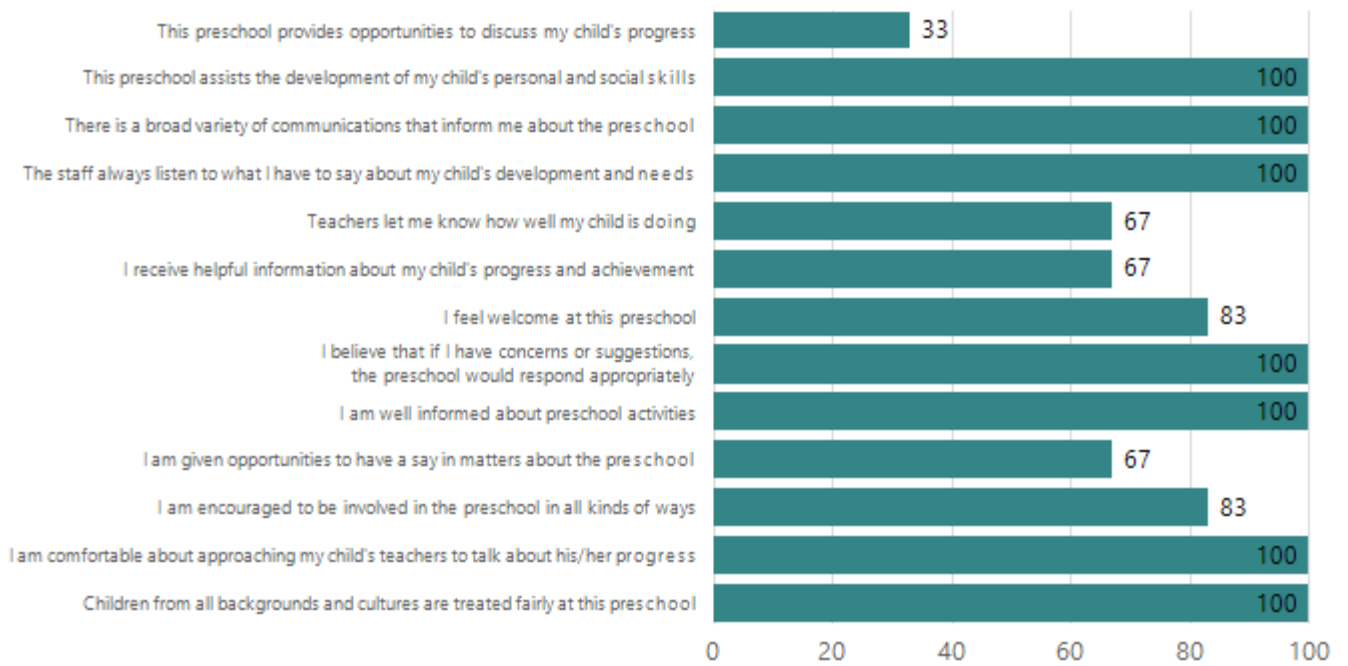 This preschool provides opportunities to discuss my child's progress 33
This preschool assists the development of my child's personal and social skills 100
There is a broad variety of communications that inform me about the preschool 100
The staff always listen to what I have to say about my child's development and needs 100
Teachers let me know how well my child is doing 67
I receive helpful information about my child's progress and achievement 67
I feel welcome at this preschool 83
I believe that if I have concerns or suggestions,
the preschool would respond appropriately 100
I am well informed about preschool activities 100
I am given opportunities to have a say in matters about the preschool 67
I am encouraged to be involved in the preschool in all kinds of ways 83
I am comfortable about approaching my child's teachers to talk about his/her progress 100
Children from all backgrounds and cultures are treated fairly at this preschool 100
0 20 40 60 80 100